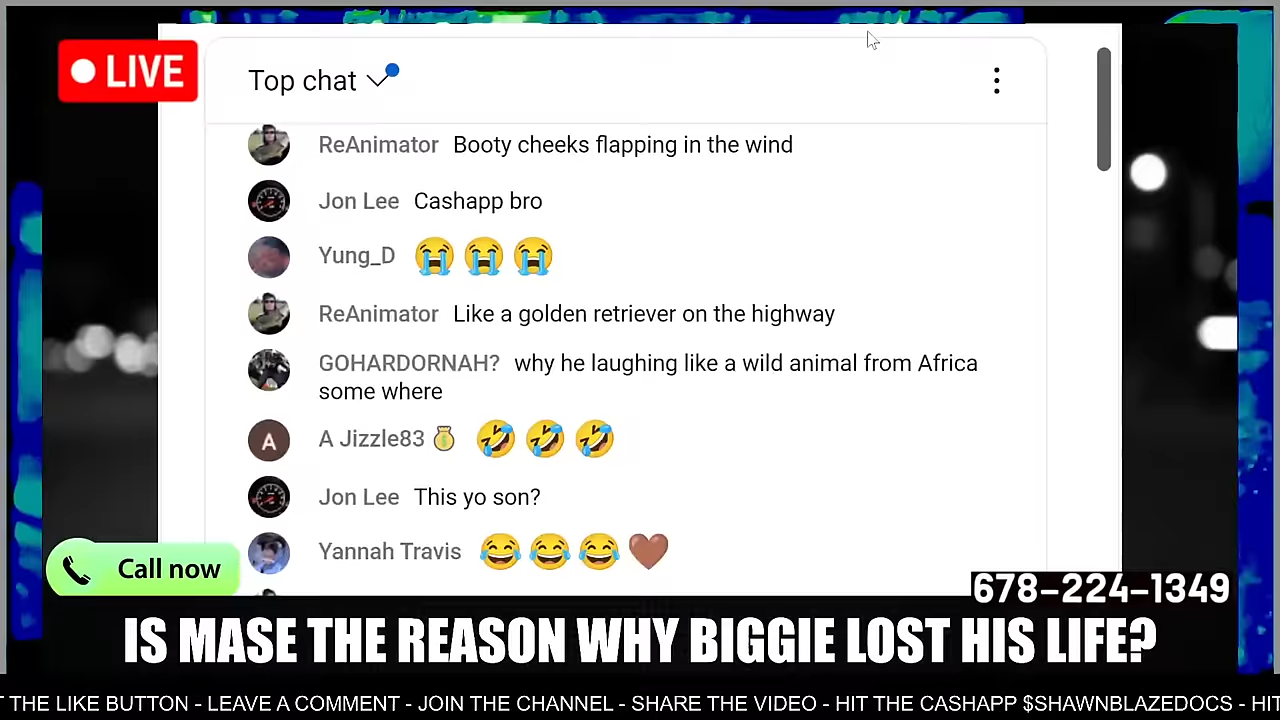 LIVE
Top chat
ReAnimator Booty cheeks flapping in the wind
Jon Lee Cashapp bro
Yung_D 😭 😭 😭
ReAnimator Like a golden retriever on the highway
GOHARDORNAH? why he laughing like a wild animal from Africa
some where
A
A Jizzle83💰 🤣 🤣 🤣
Jon Lee This yo son?
Yannah Travis 😂 😂 😂 🤎
Call now
678-224-1349
IS MASE THE REASON WHY BIGGIE LOST HIS LIFE?
T THE LIKE BUTTON - LEAVE A COMMENT - JOIN THE CHANNEL - SHARE THE VIDEO - HIT THE CASHAPP $SHAWNBLAZEDOCS - HIT